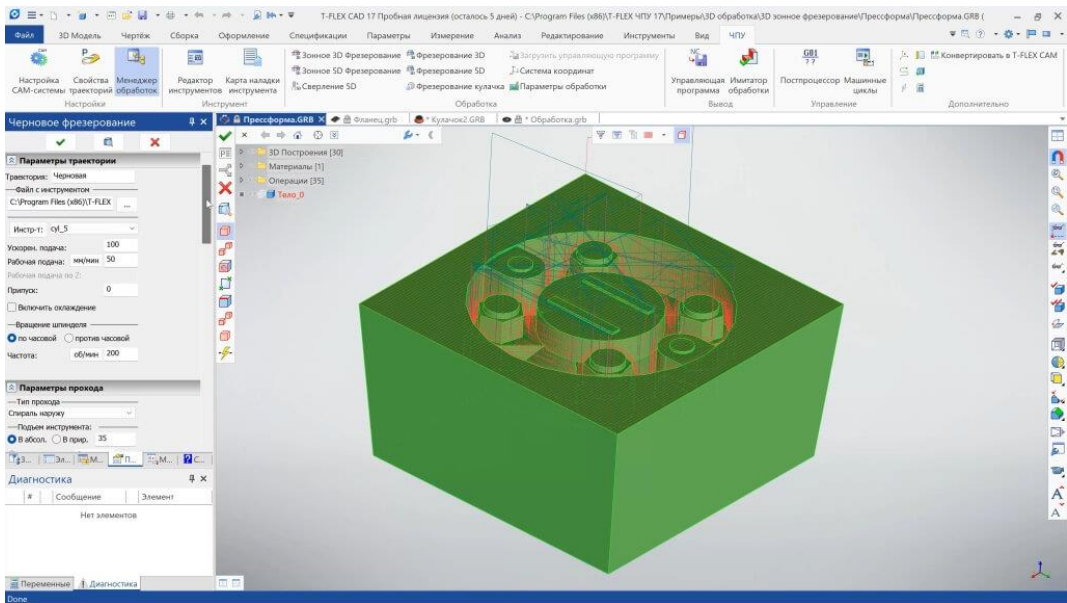 T-FLEX CAD 17 Пробная лицензия (осталось 5 дней) - C:\Program Files (x86)\T-FLEX ЧПУ 17\Примеры\3D обработка\3D зонное фрезерование\Прессформа\Прессформа.GRB (
Файл 3D Модель Чертёж Сборка Оформление Спецификации Параметры Измерение Анализ Редактирование Инструменты Вид ЧПУ
Настройка CAM-системы
Свойства траекторий
Менеджер обработок
Настройки
Редактор инструментов
Карта наладки инструмента
Инструмент
Зонное 3D Фрезерование Фрезерование 3D Загрузить управляющую программу
Зонное 5D Фрезерование Фрезерование 5D Система координат
Сверление 5D Фрезерование кулачка Параметры обработки
Обработка
Управляющая программа
Имитатор обработки
Вывод
G81
Постпроцессор
Машинные циклы
Управление
Конвертировать в T-FLEX CAM
Дополнительно
Прессформа.GRB Фланец.grb * Кулачок2.GRB * Обработка.grb
Черновое фрезерование
Параметры траектории
Траектория: Черновая
Файл с инструментом
C:\Program Files (x86)\T-FLEX ...
Инстр-т: cyl_5
Ускорен. подача: 100
Рабочая подача: мм/мин 50
Рабочая подача по Z:
Припуск: 0
Включить охлаждение
Вращение шпинделя
по часовой против часовой
Частота: об/мин 200
Параметры прохода
Тип прохода
Спираль наружу
Подъем инструмента:
В абсол. В прир. 35
З... Эл... М... П... М... С...
Диагностика
# Сообщение Элемент
Нет элементов
Переменные Диагностика
Done
3D Построения [30]
Материалы [1]
Операции [35]
Тело_0